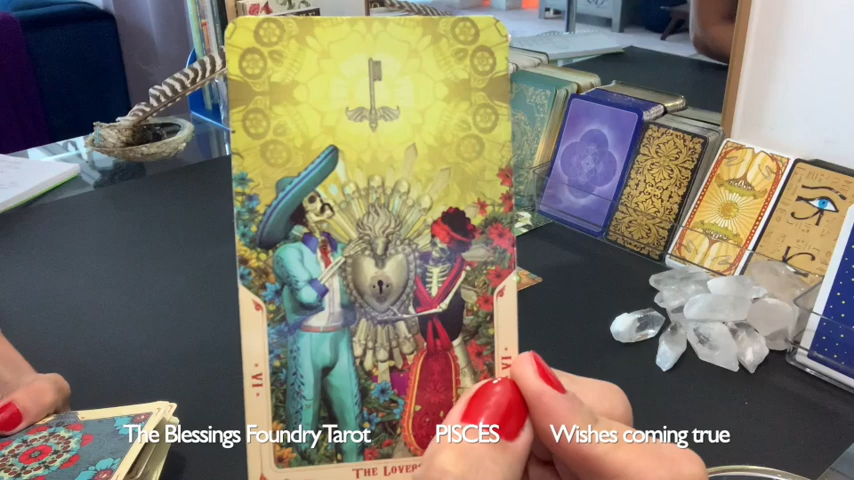 VI
VI
The Lovers
The Blessings Foundry Tarot PISCES Wishes coming true